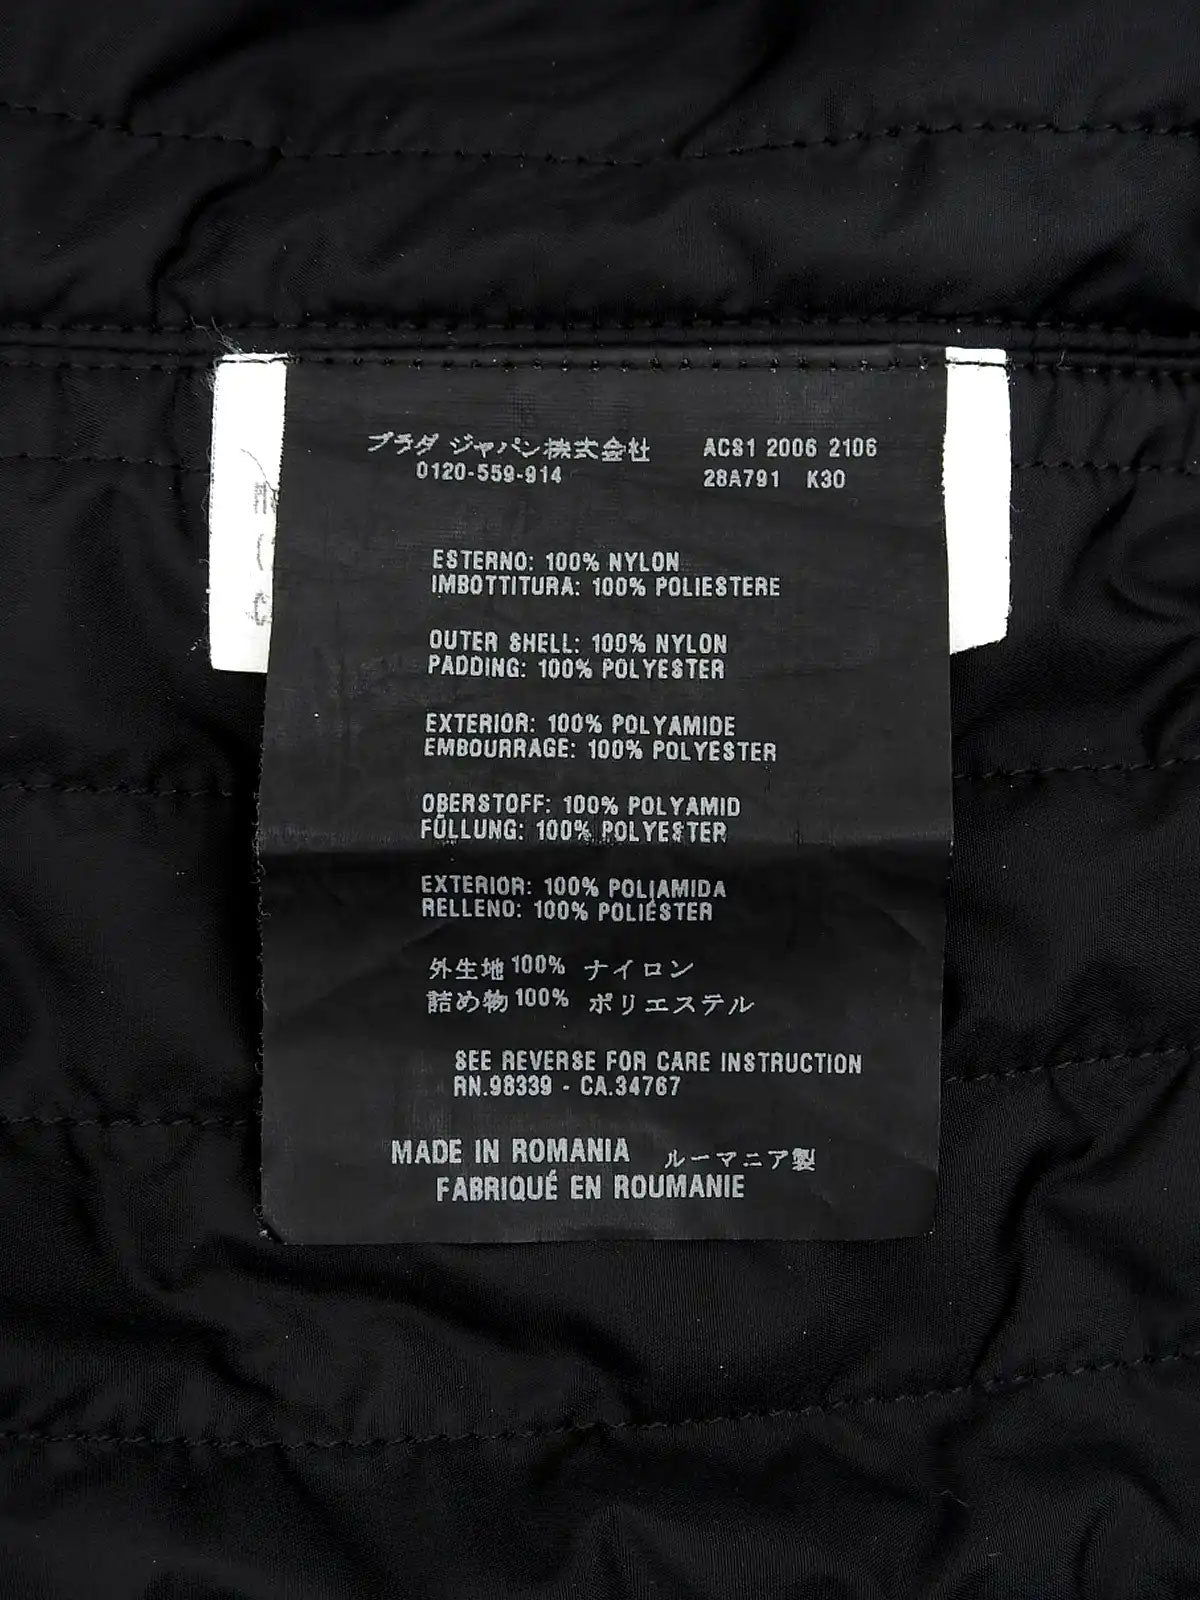 プラダ ジャパン株式会社 ACS1 2006 2106
0120-559-914 28A791 K30
ESTERNO: 100% NYLON
IMBOTTITURA: 100% POLIESTERE
OUTER SHELL: 100% NYLON
PADDING: 100% POLYESTER
EXTERIOR: 100% POLYAMIDE
EMBOURRAGE: 100% POLYESTER
OBERSTOFF: 100% POLYAMID
FÜLLUNG: 100% POLYESTER
EXTERIOR: 100% POLIAMIDA
RELLENO: 100% POLIÉSTER
外生地100% ナイロン
詰め物100% ポリエステル
SEE REVERSE FOR CARE INSTRUCTION
RN.98339 - CA.34767
MADE IN ROMANIA ルーマニア製
FABRIQUÉ EN ROUMANIE